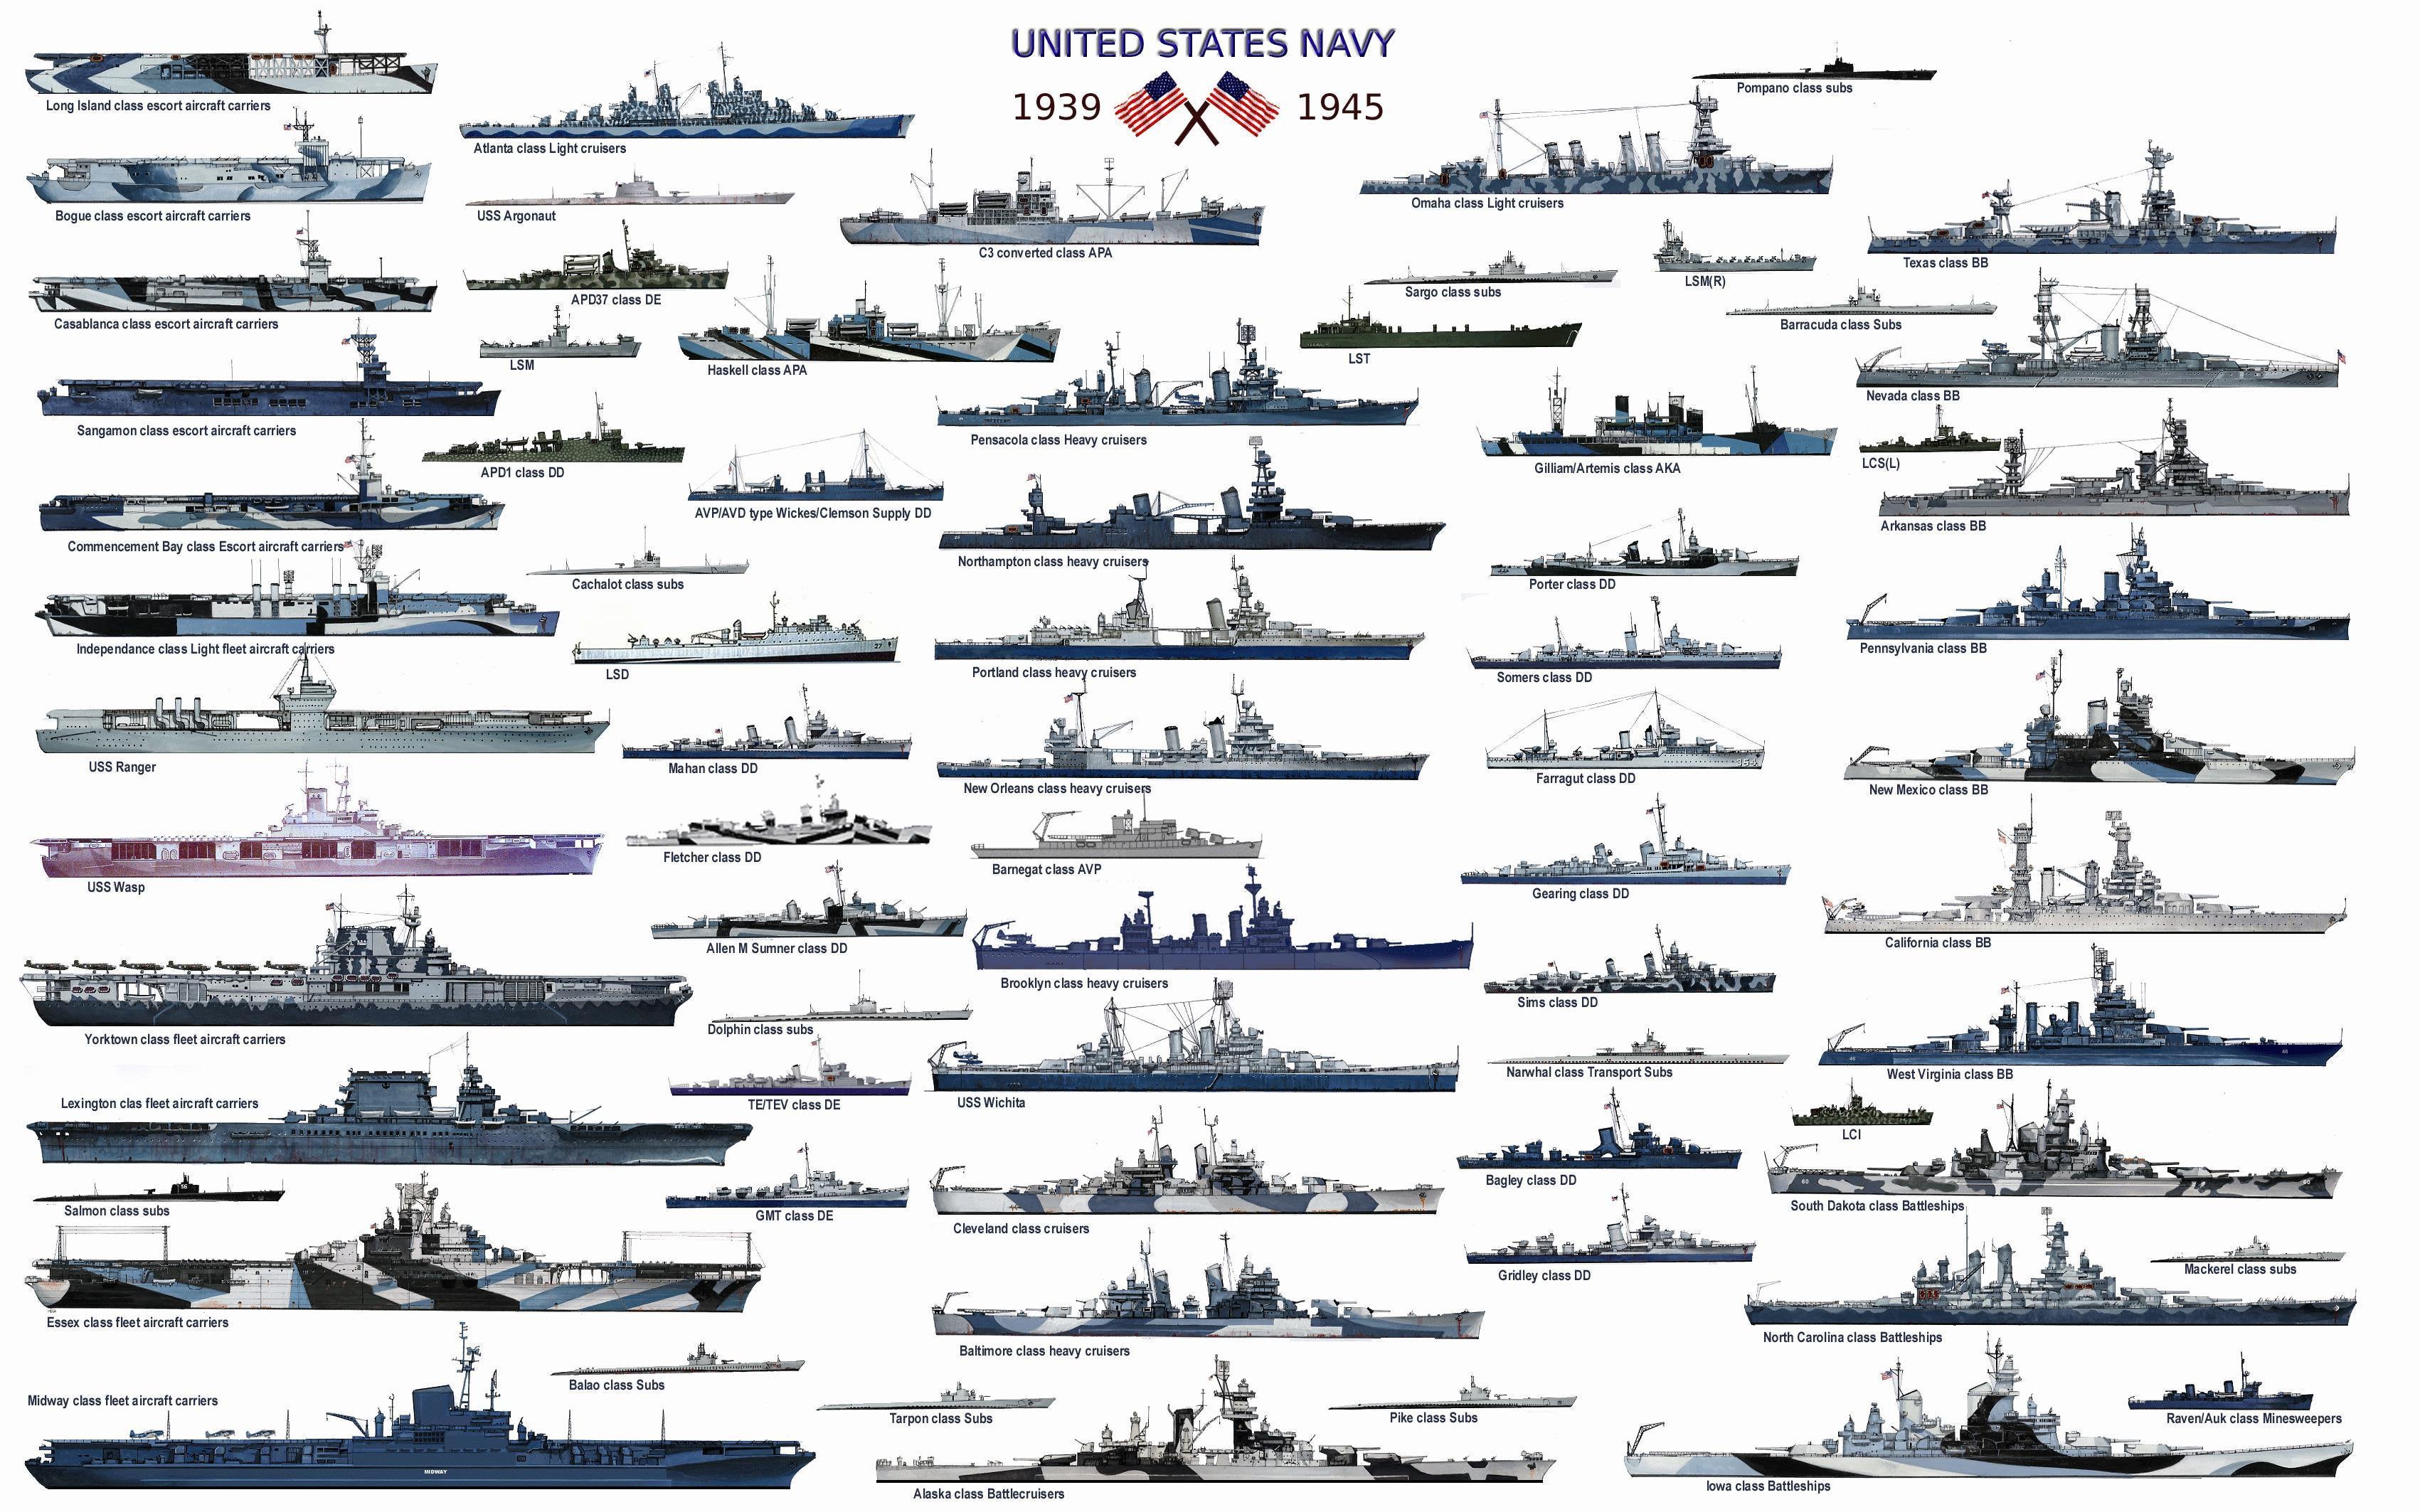 UNITED STATES NAVY
1939 1945
Long Island class escort aircraft carriers
Bogue class escort aircraft carriers
Casablanca class escort aircraft carriers
Sangamon class escort aircraft carriers
Commencement Bay class Escort aircraft carriers
Independance class Light fleet aircraft carriers
USS Ranger
USS Wasp
Yorktown class fleet aircraft carriers
Lexington clas fleet aircraft carriers
Salmon class subs
Essex class fleet aircraft carriers
Midway class fleet aircraft carriers
MIDWAY
Atlanta class Light cruisers
USS Argonaut
APD37 class DE
LSM
Haskell class APA
APD1 class DD
AVP/AVD type Wickes/Clemson Supply DD
Cachalot class subs
LSD
27
Mahan class DD
Fletcher class DD
Allen M Sumner class DD
Dolphin class subs
TE/TEV class DE
GMT class DE
Balao class Subs
C3 converted class APA
Pensacola class Heavy cruisers
Northampton class heavy cruisers
Portland class heavy cruisers
New Orleans class heavy cruisers
Barnegat class AVP
Brooklyn class heavy cruisers
USS Wichita
Cleveland class cruisers
Baltimore class heavy cruisers
Tarpon class Subs
Pike class Subs
Alaska class Battlecruisers
Pompano class subs
Omaha class Light cruisers
Sargo class subs
LSM(R)
LST
Barracuda class Subs
Gilliam/Artemis class AKA
LCS(L)
Porter class DD
Somers class DD
Farragut class DD
Gearing class DD
Sims class DD
Narwhal class Transport Subs
Bagley class DD
Gridley class DD
Texas class BB
Nevada class BB
Arkansas class BB
Pennsylvania class BB
New Mexico class BB
California class BB
West Virginia class BB
LCI
South Dakota class Battleships
Mackerel class subs
North Carolina class Battleships
Raven/Auk class Minesweepers
Iowa class Battleships